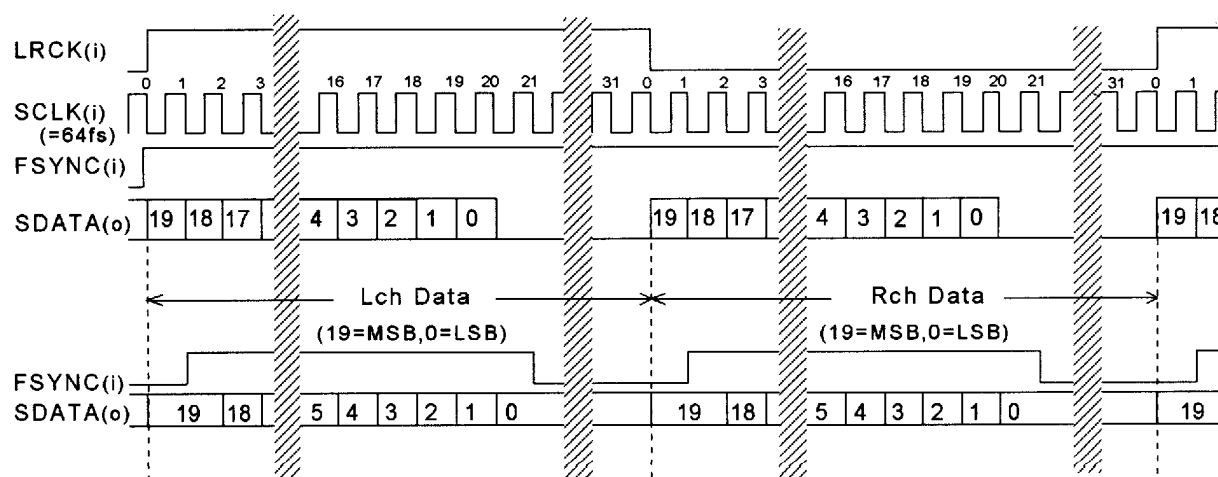 LRCK(i)
0 1 2 3 16 17 18 19 20 21 31 0 1 2 3 16 17 18 19 20 21 31 0 1
SCLK(i)
(=64fs)
FSYNC(i)
SDATA(o) 19 18 17 4 3 2 1 0 19 18 17 4 3 2 1 0 19 18
Lch Data Rch Data
(19=MSB,0=LSB) (19=MSB,0=LSB)
FSYNC(i)
SDATA(o) 19 18 5 4 3 2 1 0 19 18 5 4 3 2 1 0 19